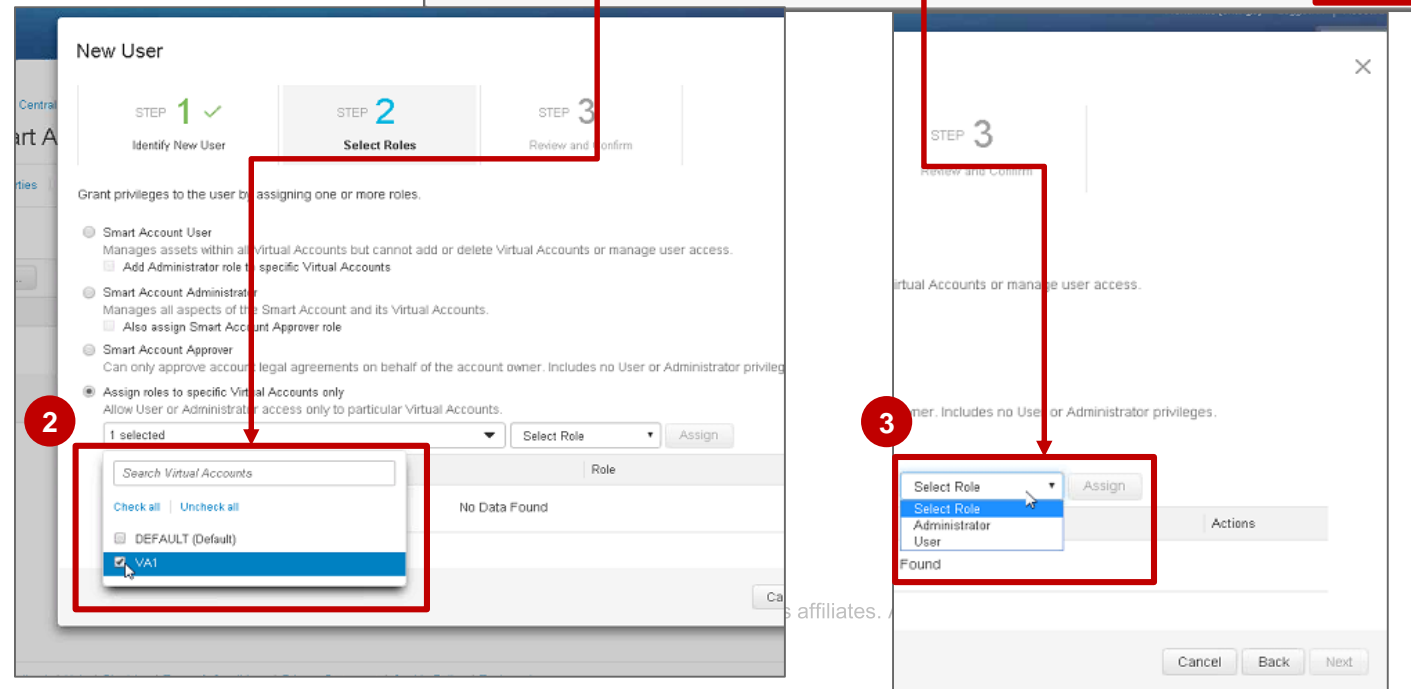 New User
Central
art A
rties
STEP 1
Identify New User
STEP 2
Select Roles
STEP 3
Review and Confirm
Grant privileges to the user by assigning one or more roles.
Smart Account User
Manages assets within all Virtual Accounts but cannot add or delete Virtual Accounts or manage user access.
Add Administrator role to specific Virtual Accounts
Smart Account Administrator
Manages all aspects of the Smart Account and its Virtual Accounts.
Also assign Smart Account Approver role
Smart Account Approver
Can only approve account legal agreements on behalf of the account owner. Includes no User or Administrator privileg
Assign roles to specific Virtual Accounts only
Allow User or Administrator access only to particular Virtual Accounts.
2
1 selected
Select Role
Assign
Search Virtual Accounts
Role
Check all | Uncheck all
No Data Found
DEFAULT (Default)
VA1
Ca
s affiliates.
STEP 3
Review and Confirm
irtual Accounts or manage user access.
ner. Includes no User or Administrator privileges.
3
Select Role
Assign
Select Role
Administrator
User
Actions
Found
Cancel
Back
Next